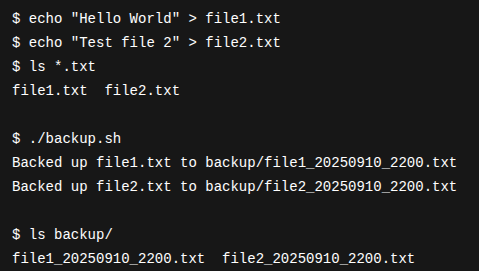 $ echo "Hello World" > file1.txt
$ echo "Test file 2" > file2.txt
$ ls *.txt
file1.txt  file2.txt
$ ./backup.sh
Backed up file1.txt to backup/file1_20250910_2200.txt
Backed up file2.txt to backup/file2_20250910_2200.txt
$ ls backup/
file1_20250910_2200.txt  file2_20250910_2200.txt